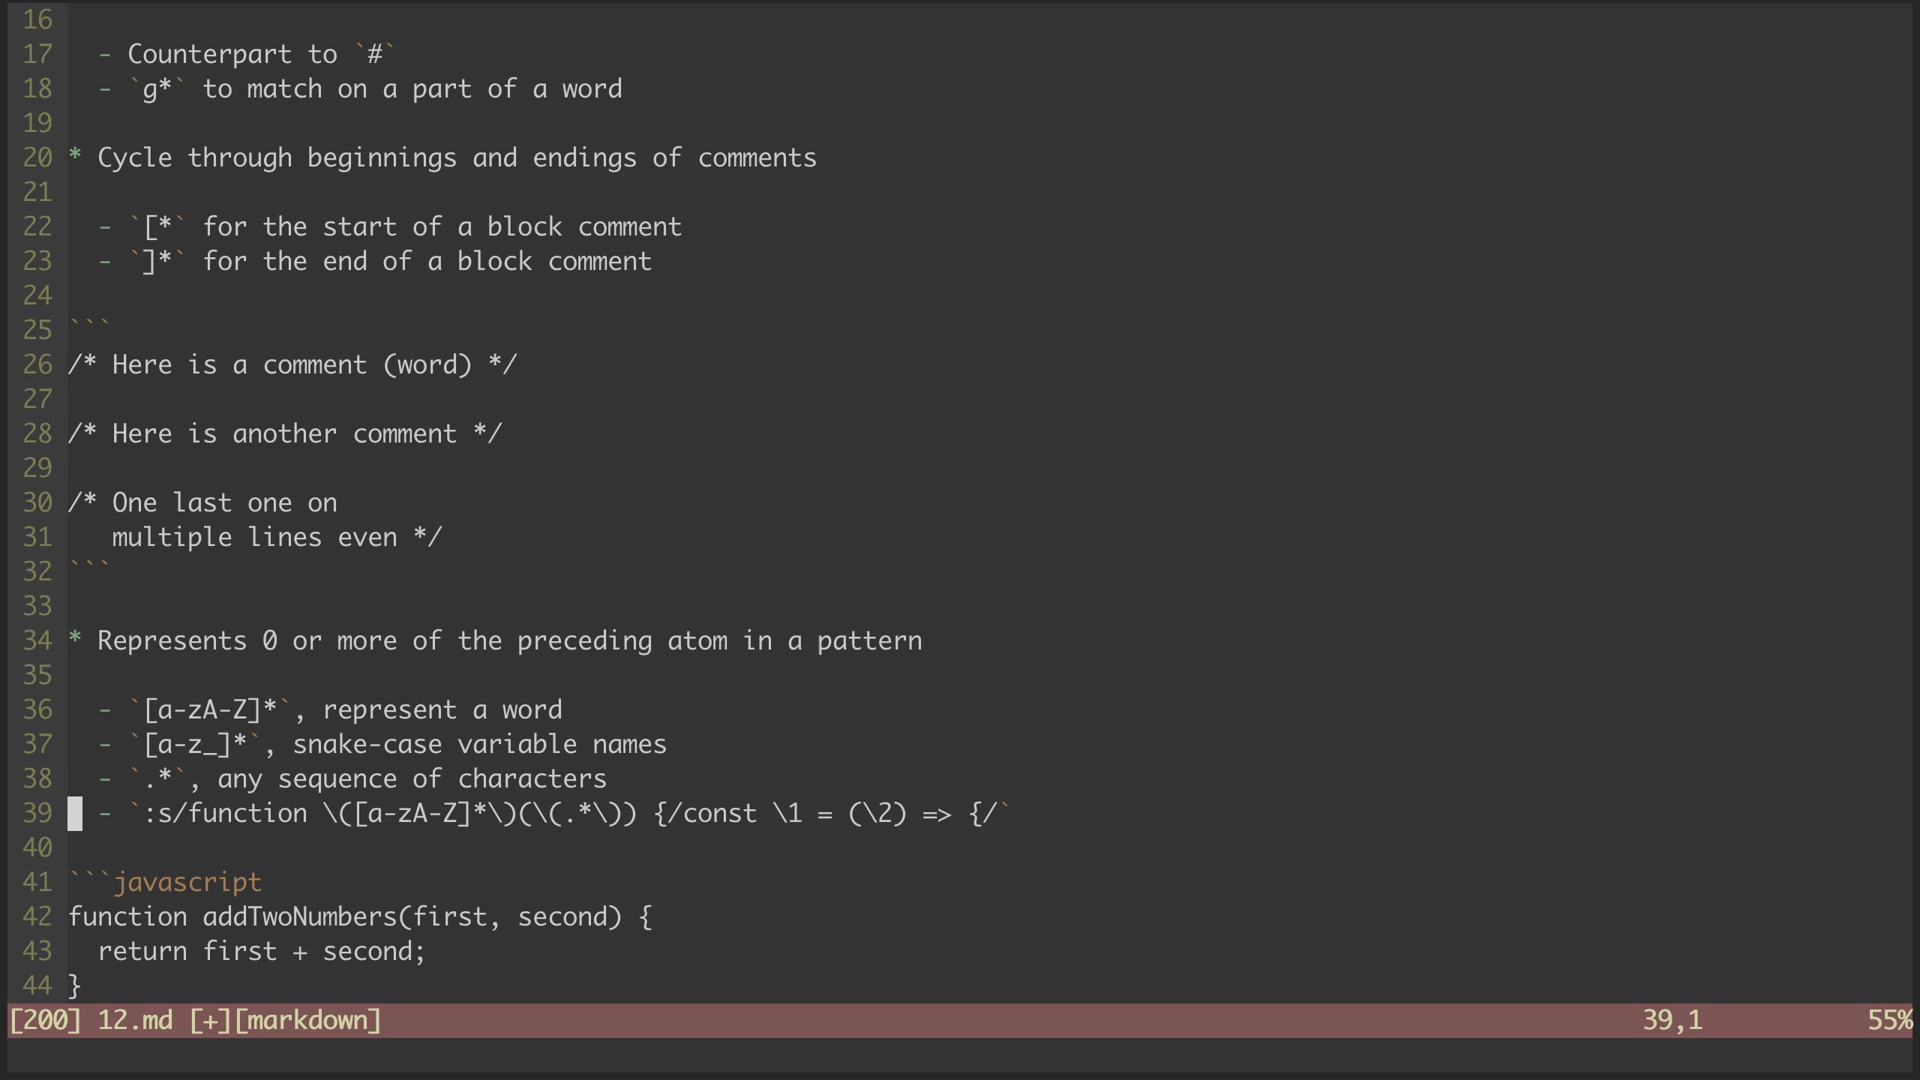 16
17   - Counterpart to `#`
18   - `g*` to match on a part of a word
19
20 * Cycle through beginnings and endings of comments
21
22   - `[*` for the start of a block comment
23   - `]*` for the end of a block comment
24
25 ```
26 /* Here is a comment (word) */
27
28 /* Here is another comment */
29
30 /* One last one on
31    multiple lines even */
32 ```
33
34 * Represents 0 or more of the preceding atom in a pattern
35
36   - `[a-zA-Z]*`, represent a word
37   - `[a-z_]*`, snake-case variable names
38   - `.*`, any sequence of characters
39   - `:s/function \([a-zA-Z]*\)(\(.*\)) {/const \1 = (\2) => {/`
40
41 ```javascript
42 function addTwoNumbers(first, second) {
43   return first + second;
44 }
[200] 12.md [+][markdown] 39,1 55%